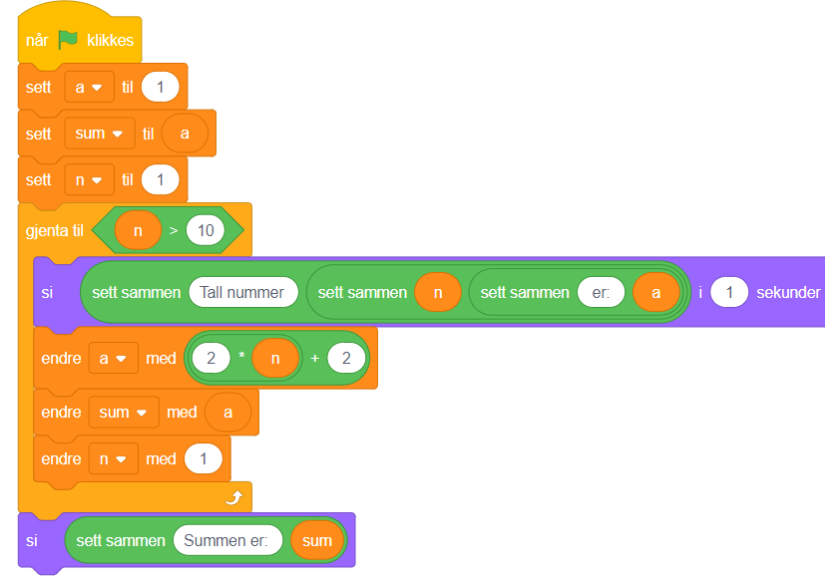 når klikkes
sett a til 1
sett sum til a
sett n til 1
gjenta til n > 10
si sett sammen Tall nummer sett sammen n sett sammen er: a i 1 sekunder
endre a med 2 * n + 2
endre sum med a
endre n med 1
si sett sammen Summen er: sum